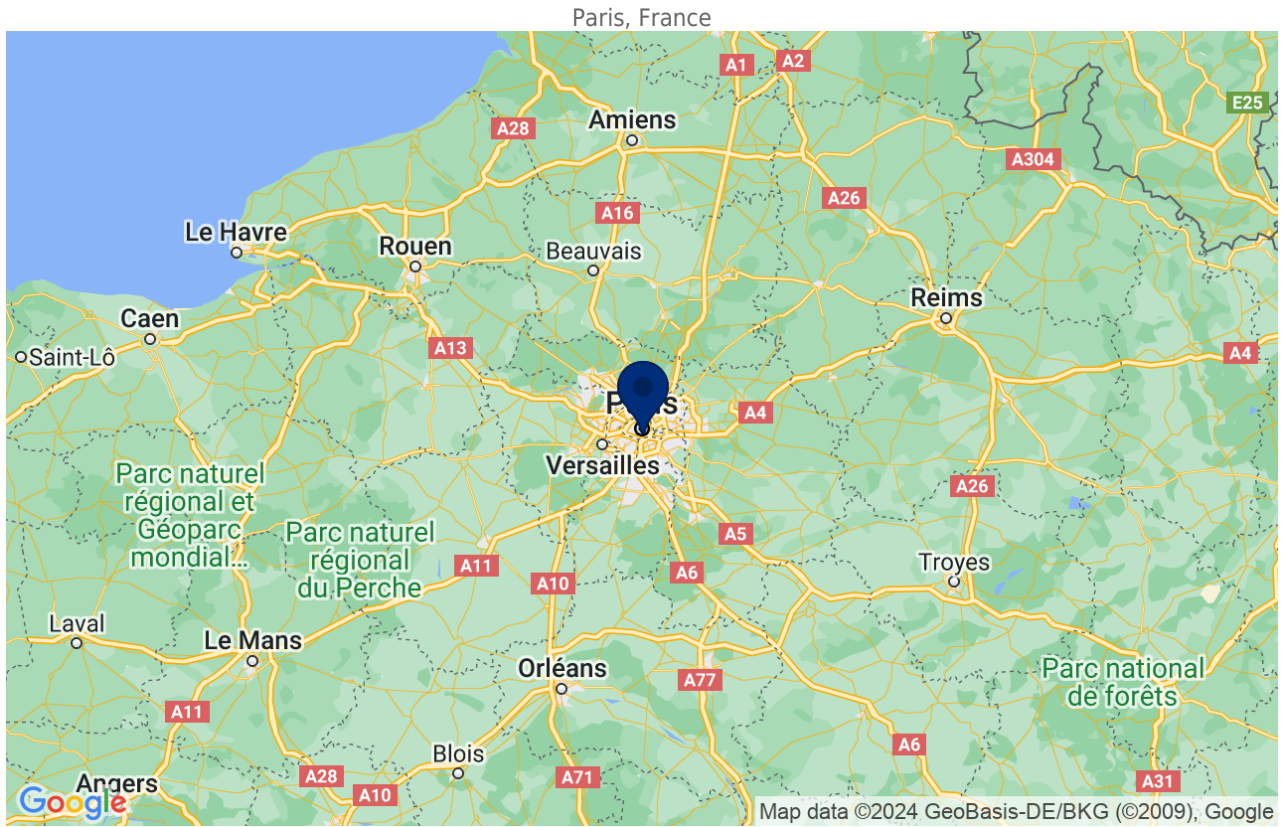 Paris, France
A1
A2
E25
A28
Amiens
A304
A26
A16
Le Havre
Rouen
Beauvais
Reims
Caen
Saint-Lô
A13
A4
Paris
A4
Versailles
Parc naturel
régional et
Géoparc
mondial...
A26
Parc naturel
régional
du Perche
A5
A11
A10
A6
Troyes
Laval
Le Mans
Orléans
Parc national
de forêts
A77
A11
A6
Blois
A28
A10
A71
A31
Angers
Google
Map data ©2024 GeoBasis-DE/BKG (©2009), Google